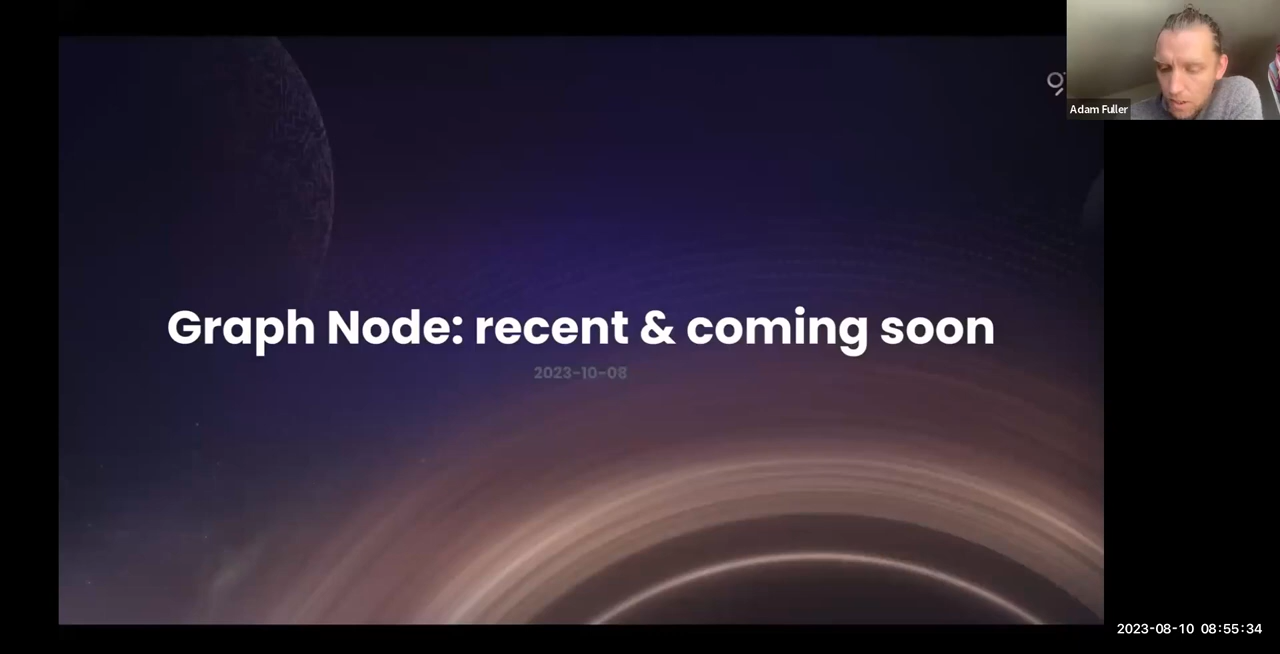 Adam Fuller
Graph Node: recent & coming soon
2023-10-08
2023-08-10 08:55:34